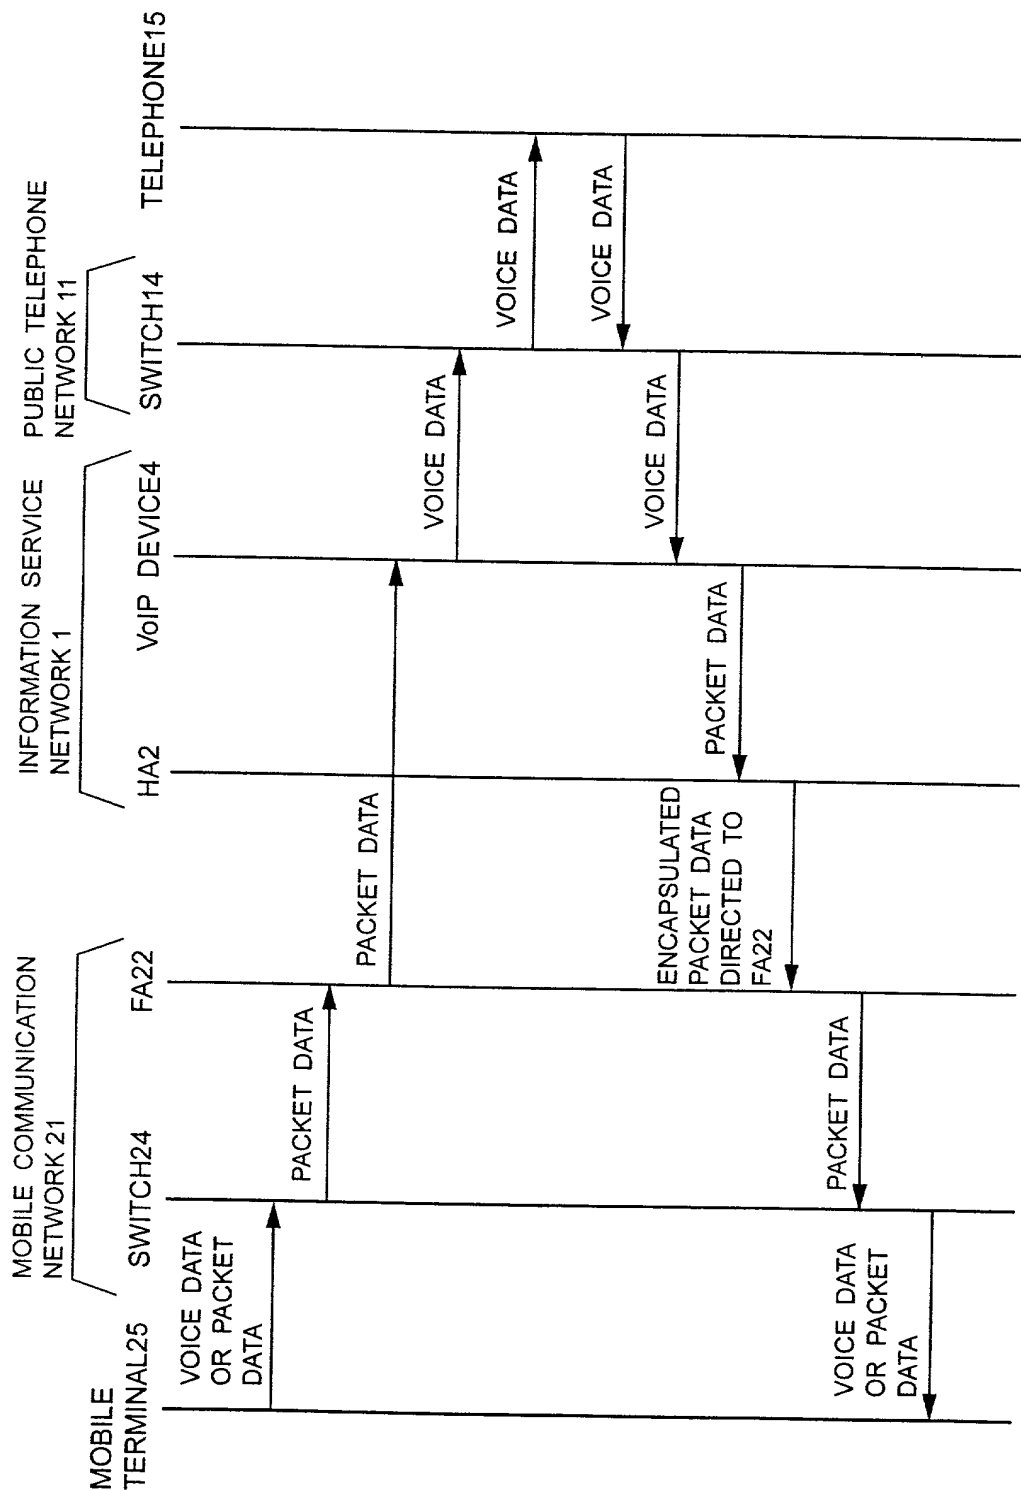 MOBILE COMMUNICATION
NETWORK 21
INFORMATION SERVICE
NETWORK 1
PUBLIC TELEPHONE
NETWORK 11
MOBILE
TERMINAL25
SWITCH24
FA22
HA2
VoIP DEVICE4
SWITCH14
TELEPHONE15
VOICE DATA
OR PACKET
DATA
PACKET DATA
PACKET DATA
VOICE DATA
VOICE DATA
VOICE DATA
VOICE DATA
PACKET DATA
ENCAPSULATED
PACKET DATA
DIRECTED TO
FA22
PACKET DATA
VOICE DATA
OR PACKET
DATA